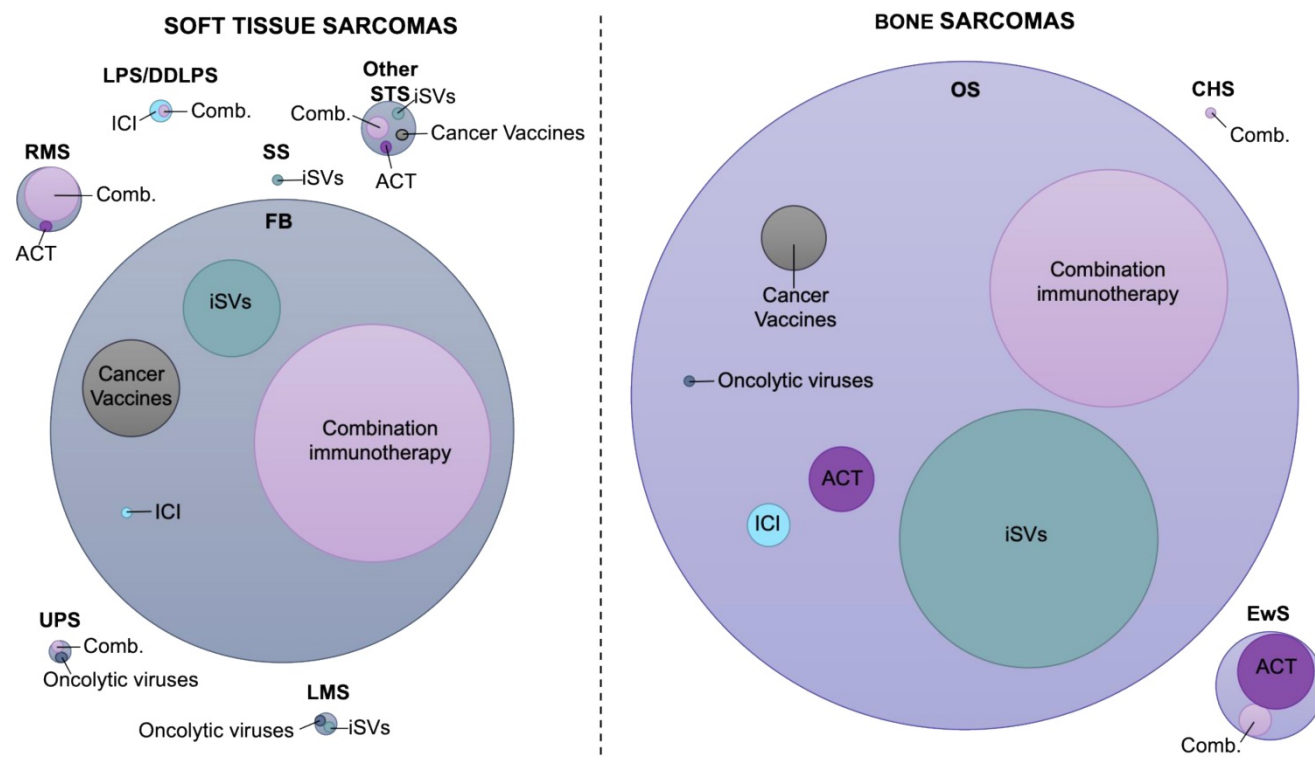 SOFT TISSUE SARCOMAS
LPS/DDLPS
ICI
Comb.
Other
STS
iSVs
Comb.
Cancer Vaccines
ACT
RMS
Comb.
ACT
SS
iSVs
FB
iSVs
Cancer
Vaccines
Combination
immunotherapy
ICI
UPS
Comb.
Oncolytic viruses
LMS
Oncolytic viruses
iSVs
BONE SARCOMAS
OS
CHS
Comb.
Combination
immunotherapy
Cancer
Vaccines
Oncolytic viruses
ACT
ICI
iSVs
EwS
ACT
Comb.